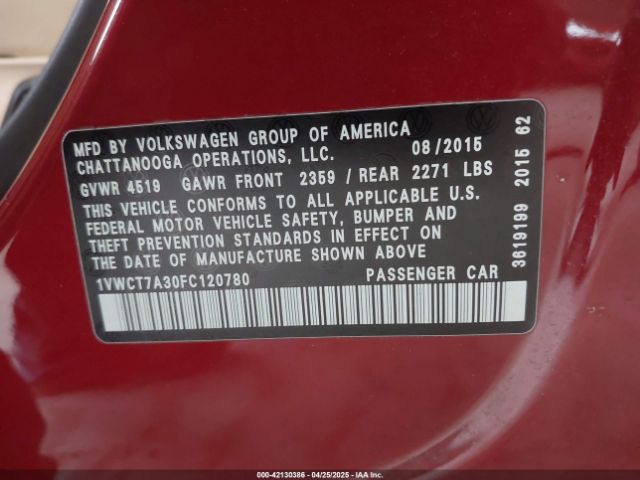 MFD BY VOLKSWAGEN GROUP OF AMERICA
CHATTANOOGA OPERATIONS, LLC. 08/2015
GVWR 4519 GAWR FRONT 2359 / REAR 2271 LBS
THIS VEHICLE CONFORMS TO ALL APPLICABLE U.S.
FEDERAL MOTOR VEHICLE SAFETY, BUMPER AND
THEFT PREVENTION STANDARDS IN EFFECT ON
THE DATE OF MANUFACTURE SHOWN ABOVE
1VWCT7A30FC120780 PASSENGER CAR
3619199 2015 62
000-42130386 - 04/25/2025 - IAAI.COM